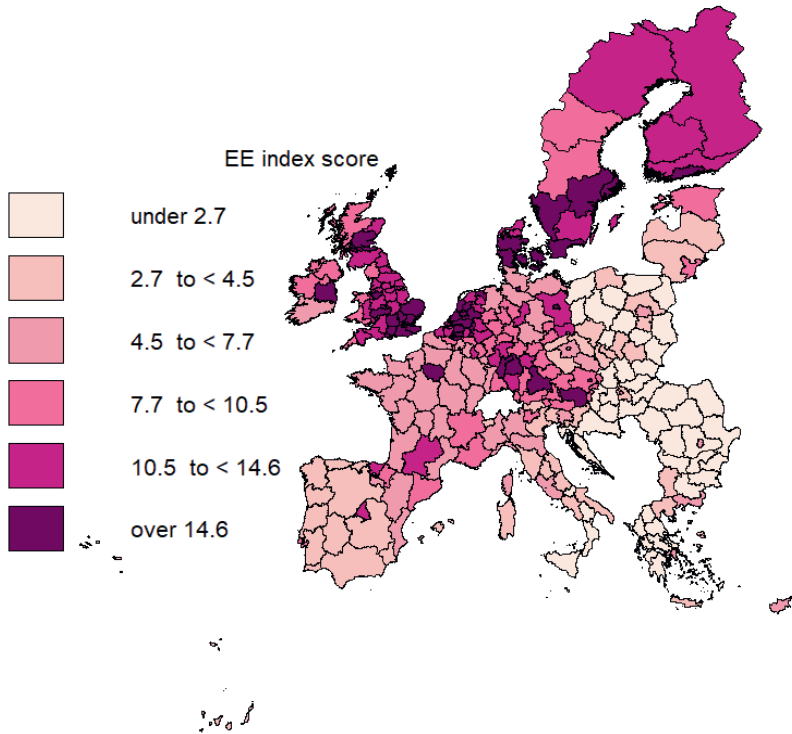 EE index score
under 2.7
2.7 to < 4.5
4.5 to < 7.7
7.7 to < 10.5
10.5 to < 14.6
over 14.6